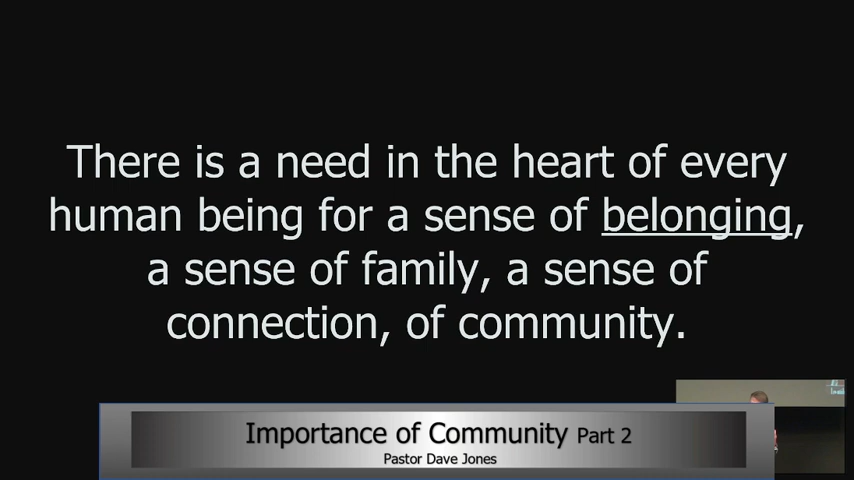 There is a need in the heart of every
human being for a sense of belonging,
a sense of family, a sense of
connection, of community.
Importance of Community Part 2
Pastor Dave Jones